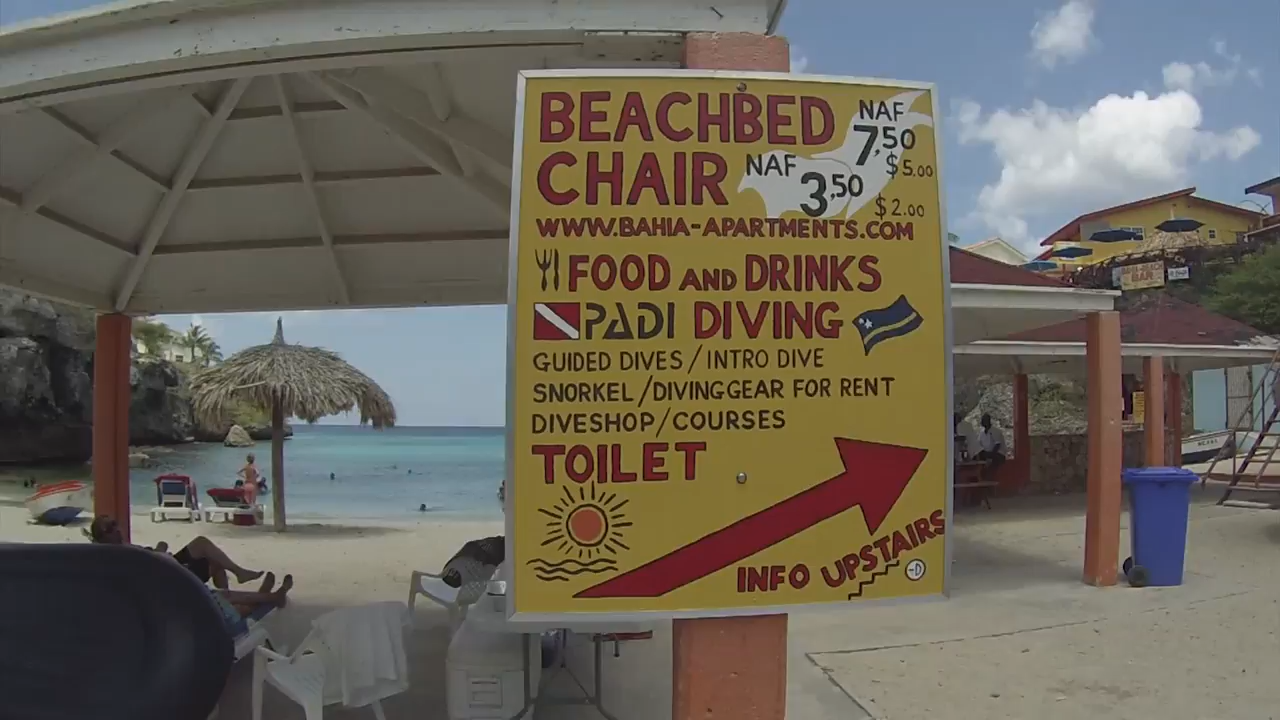 BEACHBED NAF 7,50 $5.00
CHAIR NAF 3,50 $2.00
WWW.BAHIA-APARTMENTS.COM
FOOD AND DRINKS
PADI DIVING
GUIDED DIVES / INTRO DIVE
SNORKEL / DIVINGGEAR FOR RENT
DIVESHOP / COURSES
TOILET
INFO UPSTAIRS
-D